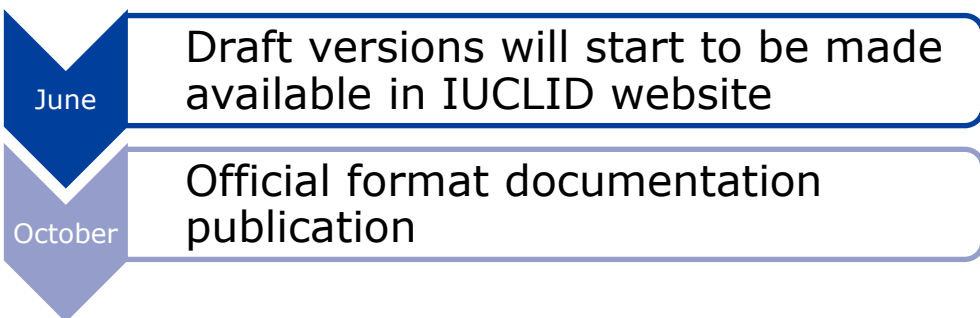 June
Draft versions will start to be made
available in IUCLID website
October
Official format documentation
publication